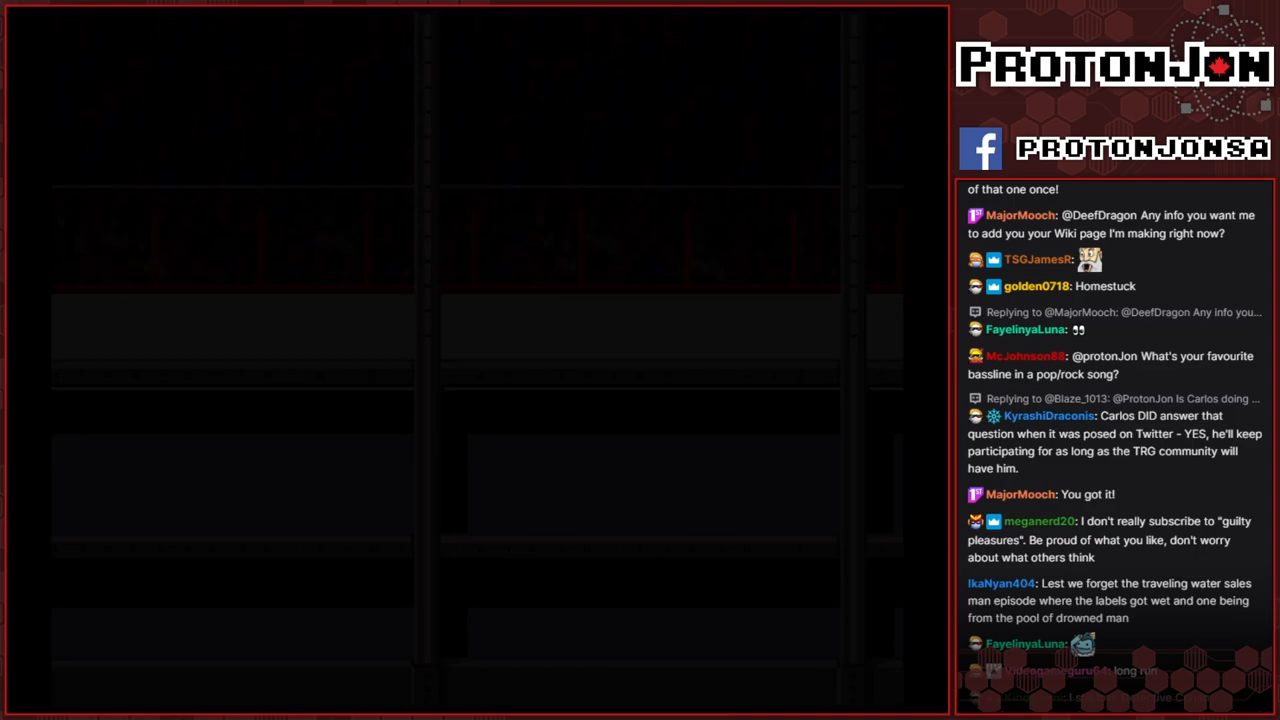 PROTONJON
PROTONJONSA
of that one once!
MajorMooch: @DeefDragon Any info you want me
to add you your Wiki page I'm making right now?
TSGJamesR:
golden0718: Homestuck
Replying to @MajorMooch: @DeefDragon Any info you...
FayelinyaLuna:
McJohnson88: @protonJon What's your favourite
bassline in a pop/rock song?
Replying to @Blaze_1013: @ProtonJon Is Carlos doing ...
KyrashiDraconis: Carlos DID answer that
question when it was posed on Twitter - YES, he'll keep
participating for as long as the TRG community will
have him.
MajorMooch: You got it!
meganerd20: I don't really subscribe to "guilty
pleasures". Be proud of what you like, don't worry
about what others think
IkaNyan404: Lest we forget the traveling water sales
man episode where the labels got wet and one being
from the pool of drowned man
FayelinyaLuna:
Videogameguru64: long run